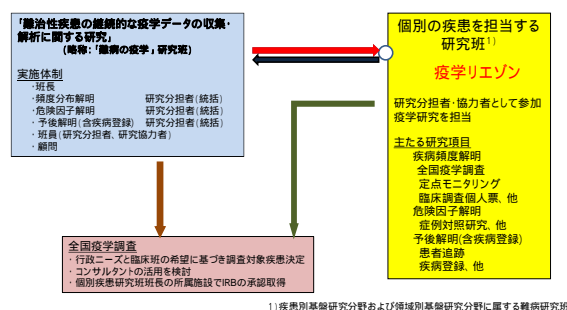 「難治性疾患の継続的な疫学データの収集・
解析に関する研究」
(略称:「難病の疫学」研究班)
実施体制
・班長
・頻度分布解明 研究分担者(統括)
・危険因子解明 研究分担者(統括)
・予後解明(含疾病登録) 研究分担者(統括)
・班員(研究分担者、研究協力者)
・顧問
個別の疾患を担当する
研究班1)
疫学リエゾン
研究分担者・協力者として参加
疫学研究を担当
主たる研究項目
疾病頻度解明
全国疫学調査
定点モニタリング
臨床調査個人票、他
危険因子解明
症例対照研究、他
予後解明(含疾病登録)
患者追跡
疾病登録、他
全国疫学調査
・行政ニーズと臨床班の希望に基づき調査対象疾患決定
・コンサルタントの活用を検討
・個別疾患研究班班長の所属施設でIRBの承認取得
1)疾患別基盤研究分野および領域別基盤研究分野に属する難病研究班